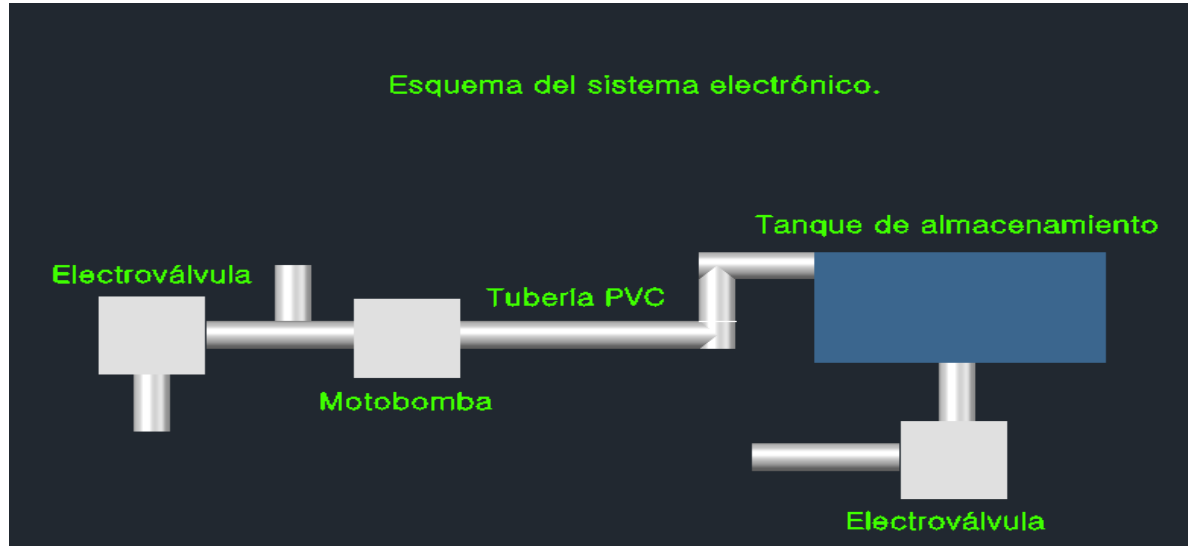 Esquema del sistema electrónico.
Tanque de almacenamiento
Electroválvula
Tubería PVC
Motobomba
Electroválvula